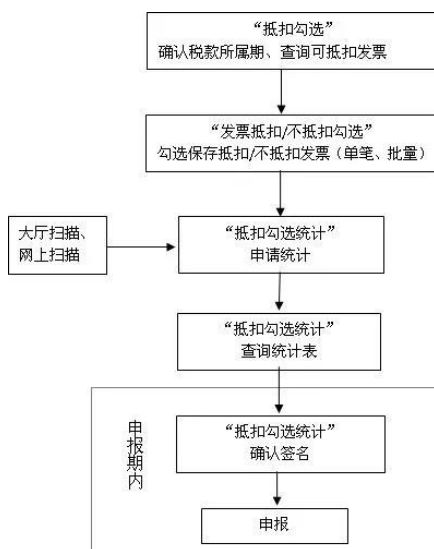 “抵扣勾选”
确认税款所属期、查询可抵扣发票
“发票抵扣/不抵扣勾选”
勾选保存抵扣/不抵扣发票（单笔、批量）
大厅扫描、
网上扫描
“抵扣勾选统计”
申请统计
“抵扣勾选统计”
查询统计表
申报期内
“抵扣勾选统计”
确认签名
申报